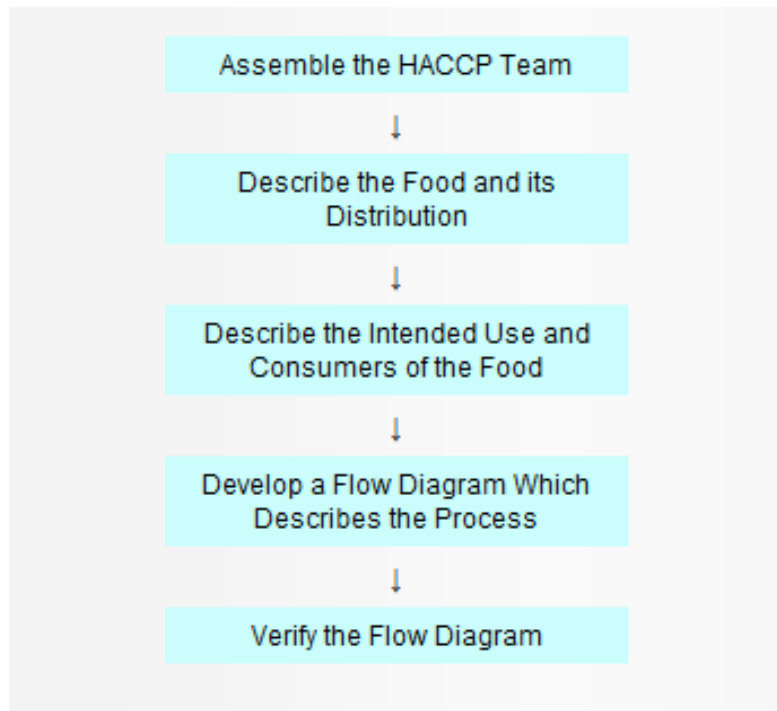 Assemble the HACCP Team
↓
Describe the Food and its
Distribution
↓
Describe the Intended Use and
Consumers of the Food
↓
Develop a Flow Diagram Which
Describes the Process
↓
Verify the Flow Diagram